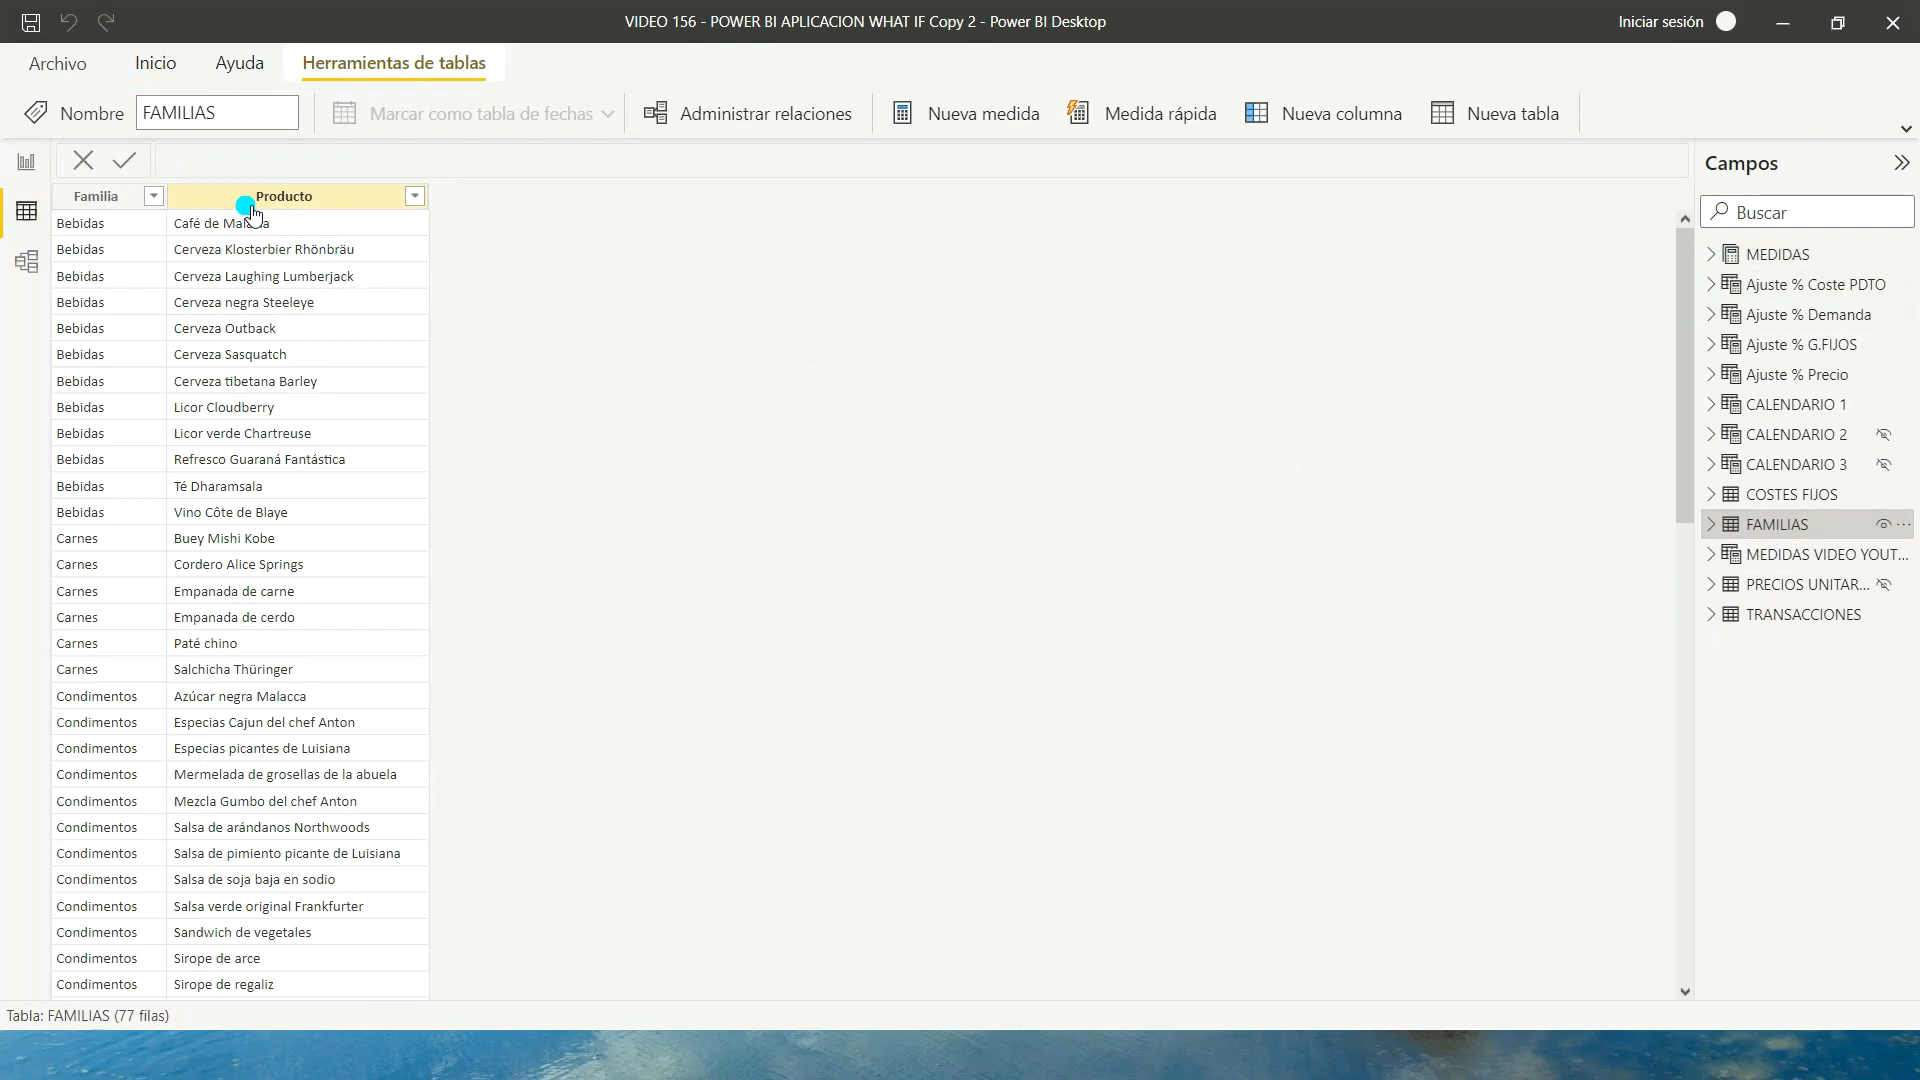 VIDEO 156 - POWER BI APLICACION WHAT IF Copy 2 - Power BI Desktop
Iniciar sesión
Archivo Inicio Ayuda Herramientas de tablas
Nombre FAMILIAS Marcar como tabla de fechas Administrar relaciones Nueva medida Medida rápida Nueva columna Nueva tabla
Familia Producto
Bebidas Café de
Bebidas Cerveza Klosterbier Rhönbräu
Bebidas Cerveza Laughing Lumberjack
Bebidas Cerveza negra Steeleye
Bebidas Cerveza Outback
Bebidas Cerveza Sasquatch
Bebidas Cerveza tibetana Barley
Bebidas Licor Cloudberry
Bebidas Licor verde Chartreuse
Bebidas Refresco Guaraná Fantástica
Bebidas Té Dharamsala
Bebidas Vino Côte de Blaye
Carnes Buey Mishi Kobe
Carnes Cordero Alice Springs
Carnes Empanada de carne
Carnes Empanada de cerdo
Carnes Paté chino
Carnes Salchicha Thüringer
Condimentos Azúcar negra Malacca
Condimentos Especias Cajun del chef Anton
Condimentos Especias picantes de Luisiana
Condimentos Mermelada de grosellas de la abuela
Condimentos Mezcla Gumbo del chef Anton
Condimentos Salsa de arándanos Northwoods
Condimentos Salsa de pimiento picante de Luisiana
Condimentos Salsa de soja baja en sodio
Condimentos Salsa verde original Frankfurter
Condimentos Sandwich de vegetales
Condimentos Sirope de arce
Condimentos Sirope de regaliz
Tabla: FAMILIAS (77 filas)
Campos
Buscar
MEDIDAS
Ajuste % Coste PDTO
Ajuste % Demanda
Ajuste % G.FIJOS
Ajuste % Precio
CALENDARIO 1
CALENDARIO 2
CALENDARIO 3
COSTES FIJOS
FAMILIAS
MEDIDAS VIDEO YOUT...
PRECIOS UNITAR...
TRANSACCIONES